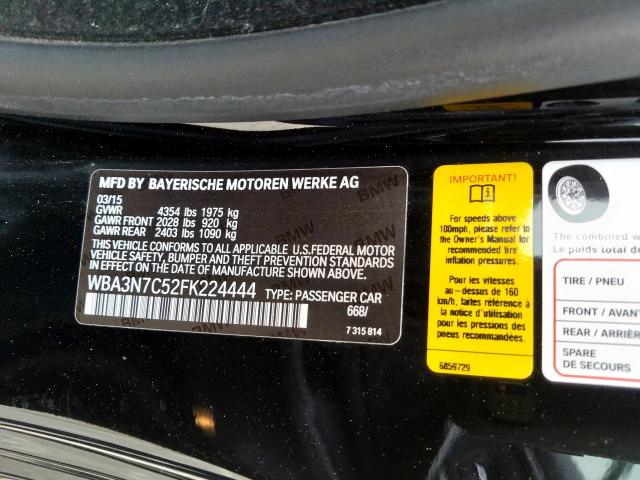 MFD BY BAYERISCHE MOTOREN WERKE AG
03/15
GVWR 4354 lbs 1975 kg
GAWR FRONT 2028 lbs 920 kg
GAWR REAR 2403 lbs 1090 kg
THIS VEHICLE CONFORMS TO ALL APPLICABLE U.S.FEDERAL MOTOR
VEHICLE SAFETY, BUMPER AND THEFT PREVENTION STANDARDS
IN EFFECT ON THE DATE OF MANUFACTURE SHOWN ABOVE.
WBA3N7C52FK224444 TYPE: PASSENGER CAR
668/
7 315 814
IMPORTANT!
For speeds above
100mph, please refer to
the Owner's Manual for
recommended tire
inflation pressures.
Pour les vitesses
au-dessus de 160
km/h, faites référence à
la notice d'utilisation
pour les pressions des
pneus recommandées.
6859729
The combined w
Le poids total
TIRE / PNEU
FRONT / AVANT
REAR / ARRIÈR
SPARE
DE SECOURS